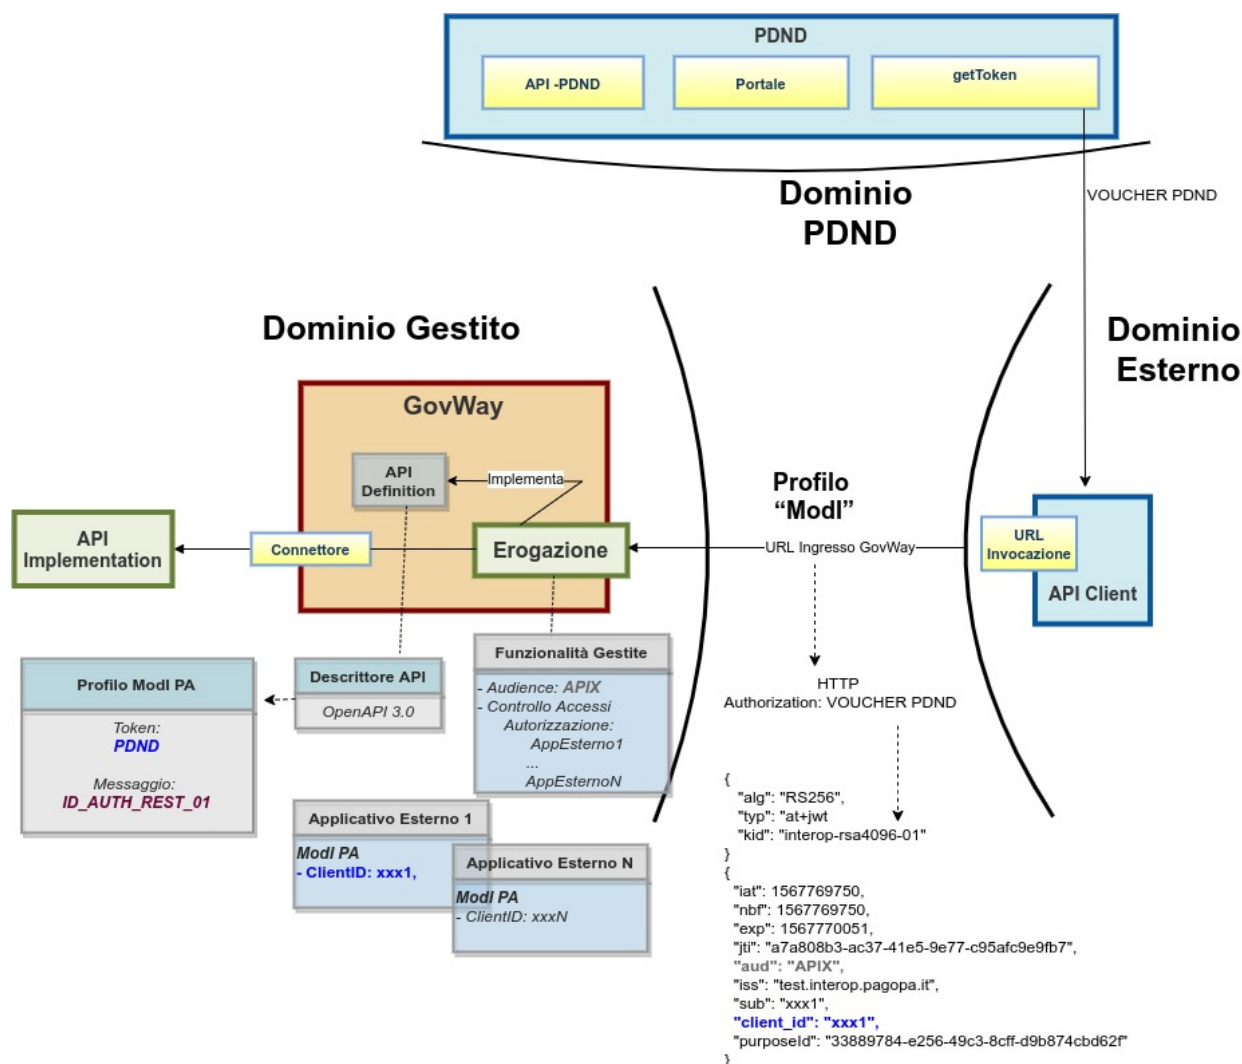 PDND
API -PDND
Portale
getToken
Dominio
PDND
VOUCHER PDND
Dominio Gestito
Dominio
Esterno
GovWay
API
Definition
Implementa
Profilo
“ModI”
API
Implementation
Connettore
Erogazione
URL Ingresso GovWay
URL
Invocazione
API Client
Profilo ModI PA
Token:
PDND
Messaggio:
ID_AUTH_REST_01
Descrittore API
OpenAPI 3.0
Funzionalità Gestite
- Audience: APIX
- Controllo Accessi
Autorizzazione:
AppEsterno1
...
AppEsternoN
HTTP
Authorization: VOUCHER PDND
Applicativo Esterno 1
ModI PA
- ClientID: xxx1,
Applicativo Esterno N
ModI PA
- ClientID: xxxN
{
"alg": "RS256",
"typ": "at+jwt
"kid": "interop-rsa4096-01"
}
{
"iat": 1567769750,
"nbf": 1567769750,
"exp": 1567770051,
"jti": "a7a808b3-ac37-41e5-9e77-c95afc9e9fb7",
"aud": "APIX",
"iss": "test.interop.pagopa.it",
"sub": "xxx1",
"client_id": "xxx1",
"purposeId": "33889784-e256-49c3-8cff-d9b874cbd62f"
}